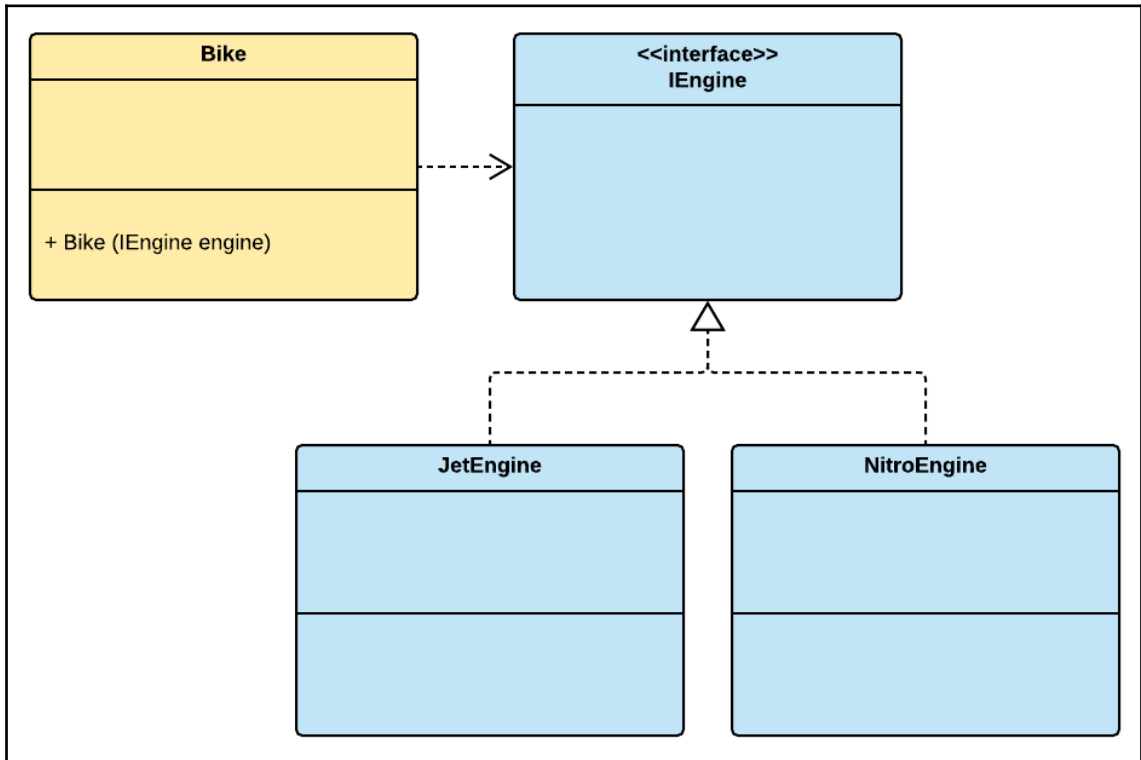 Bike
<<interface>>
IEngine
+ Bike (IEngine engine)
JetEngine
NitroEngine